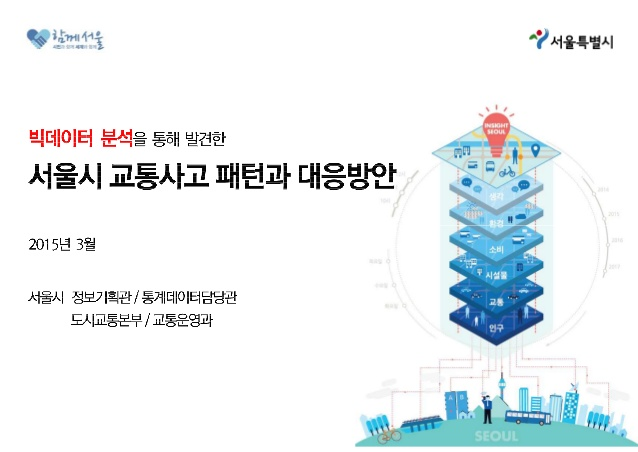 함께서울
서울특별시
빅데이터 분석을 통해 발견한
서울시 교통사고 패턴과 대응방안
2015년 3월
서울시 정보기획관 / 통계데이터담당관
도시교통본부 / 교통운영과
INSIGHT
SEOUL
생각
환경
소비
시설물
교통
인구
SEOUL